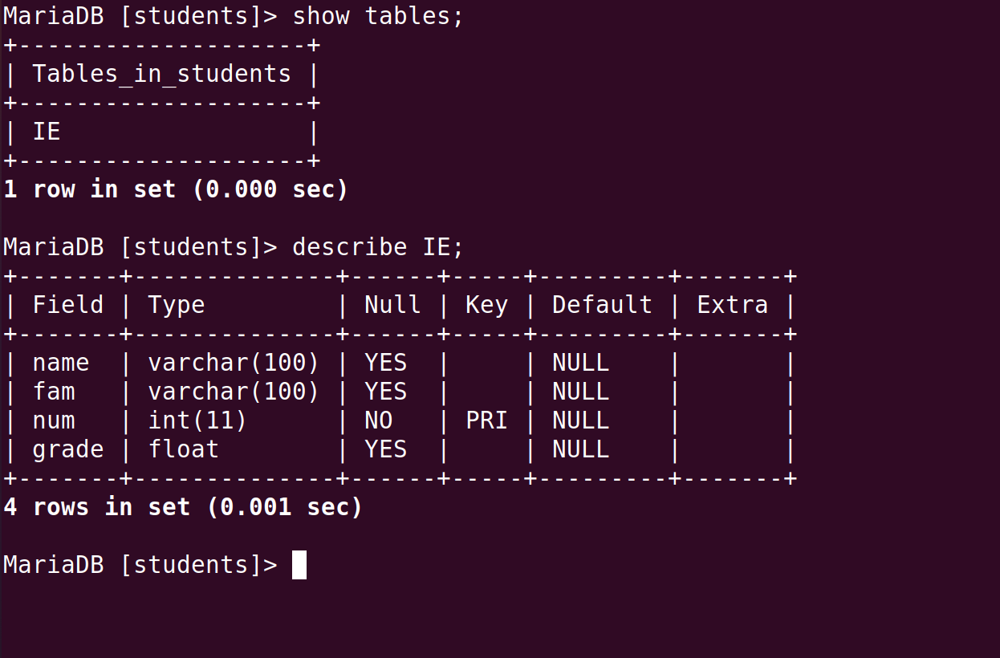 MariaDB [students]> show tables;
+--------------------+
| Tables_in_students |
+--------------------+
| IE                 |
+--------------------+
1 row in set (0.000 sec)

MariaDB [students]> describe IE;
+-------+--------------+------+-----+---------+-------+
| Field | Type         | Null | Key | Default | Extra |
+-------+--------------+------+-----+---------+-------+
| name  | varchar(100) | YES  |     | NULL    |       |
| fam   | varchar(100) | YES  |     | NULL    |       |
| num   | int(11)      | NO   | PRI | NULL    |       |
| grade | float        | YES  |     | NULL    |       |
+-------+--------------+------+-----+---------+-------+
4 rows in set (0.001 sec)

MariaDB [students]>